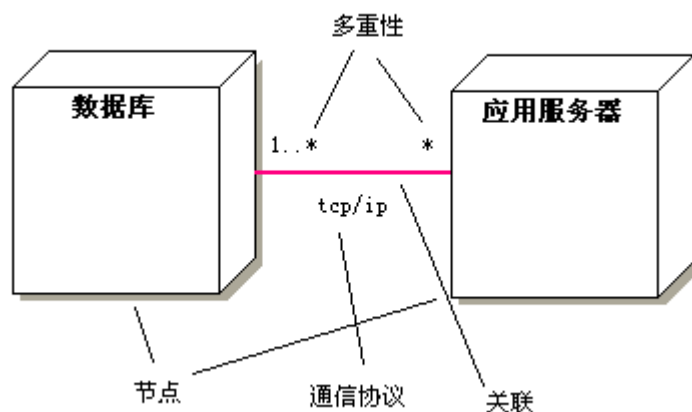 多重性
数据库
应用服务器
1..*
*
tcp/ip
节点
通信协议
关联